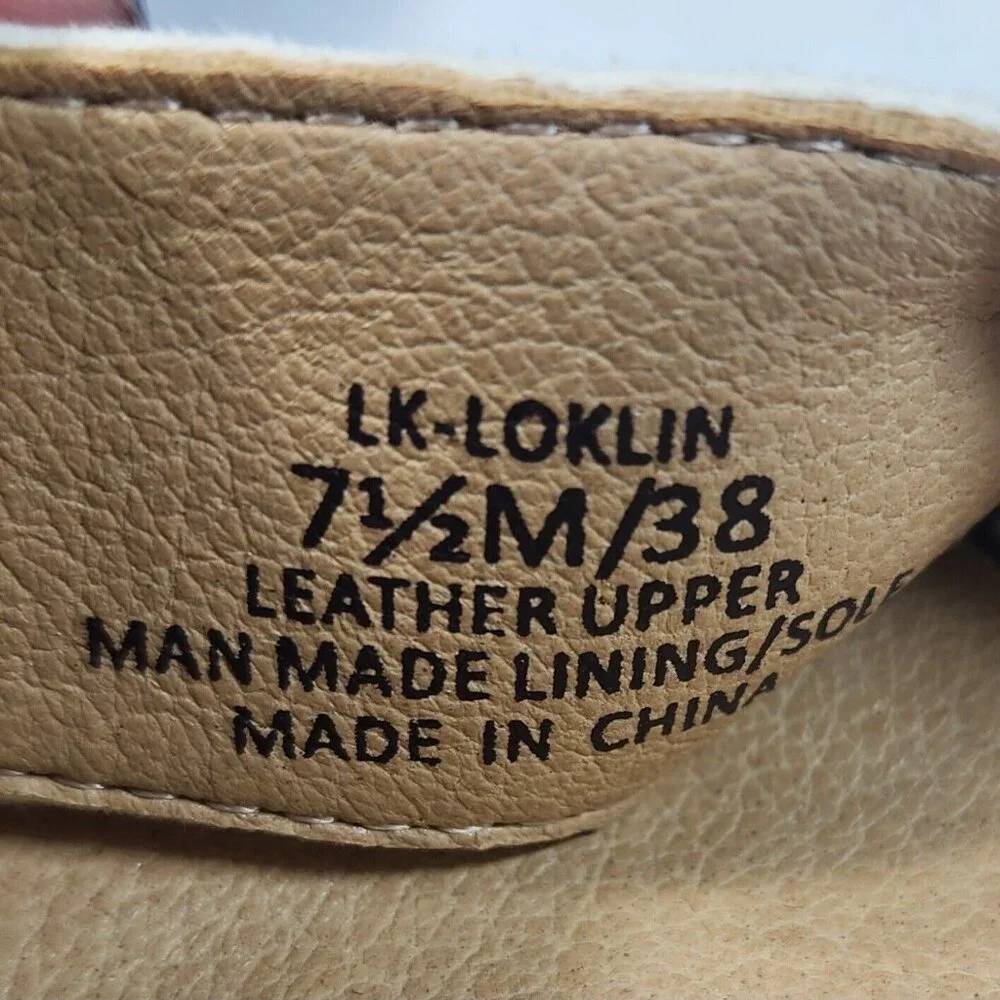 LK-LOKLIN
7½M/38
LEATHER UPPER
MAN MADE LINING/SOLE
MADE IN CHINA